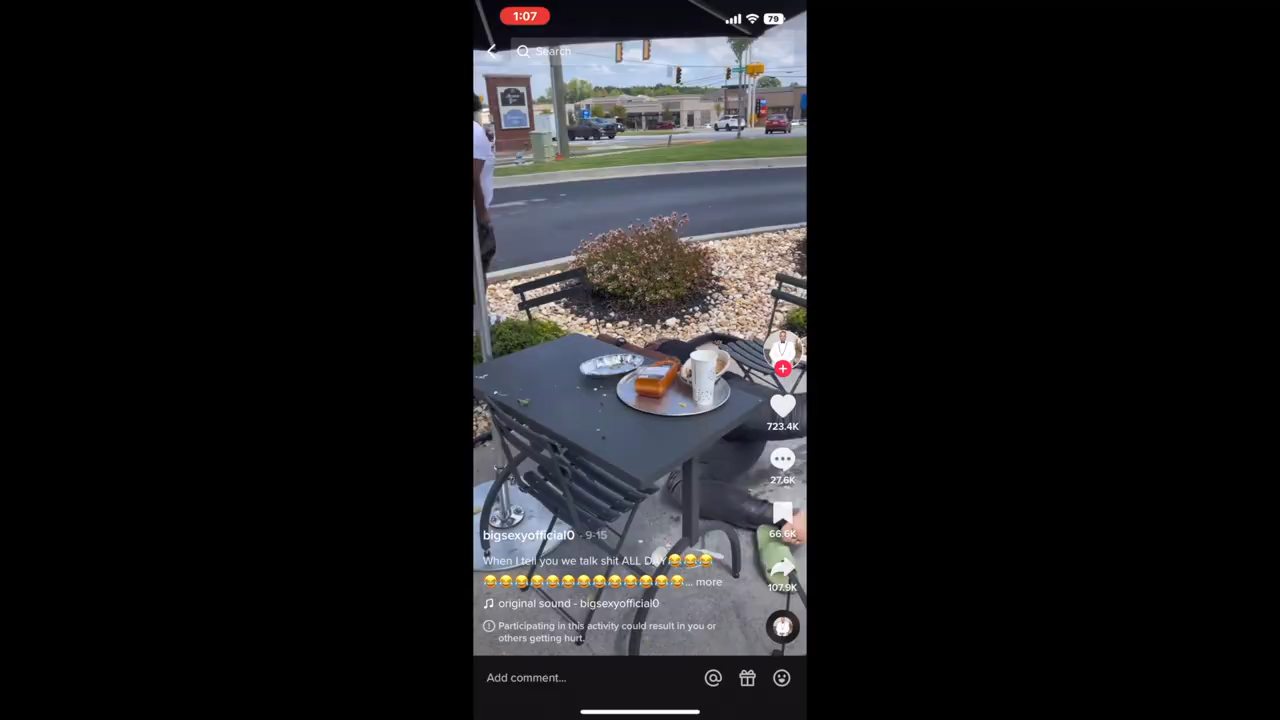 1:07
79
Search
723.4K
27.6K
66.6K
107.9K
bigsexyofficial0 · 9-15
When I tell you we talk shit ALL DAY😂😂😂
😂😂😂😂😂😂😂😂😂😂😂😂😂... more
original sound - bigsexyofficial0
Participating in this activity could result in you or
others getting hurt.
Add comment...